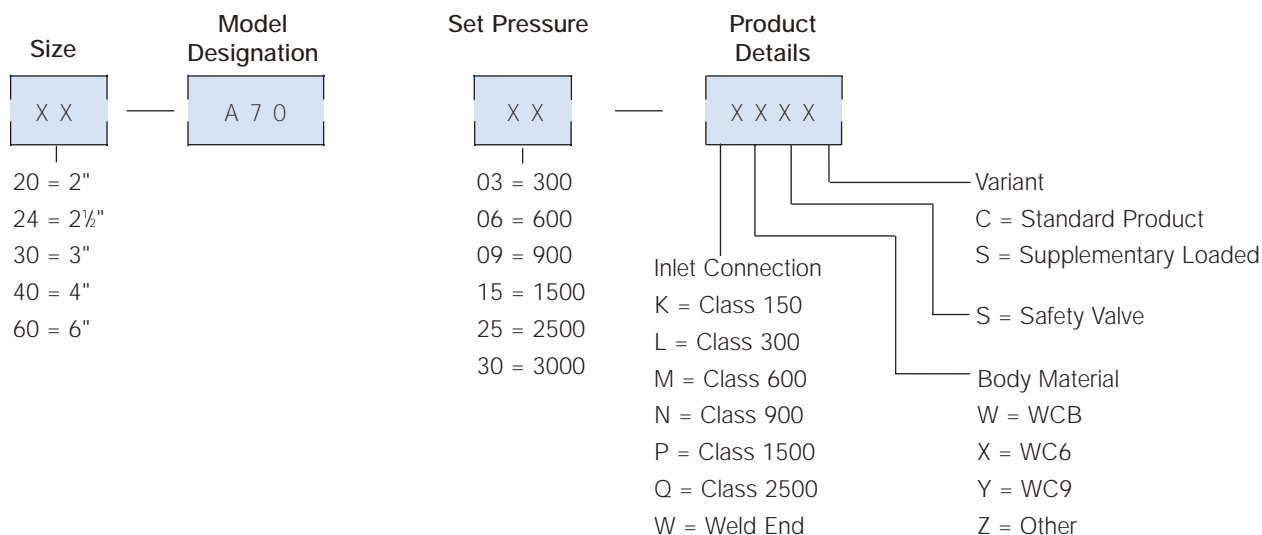 Size
Model
Designation
Set Pressure
Product
Details
X X
A 7 0
X X
X X X X
20 = 2"
24 = 2½"
30 = 3"
40 = 4"
60 = 6"
03 = 300
06 = 600
09 = 900
15 = 1500
25 = 2500
30 = 3000
Inlet Connection
K = Class 150
L = Class 300
M = Class 600
N = Class 900
P = Class 1500
Q = Class 2500
W = Weld End
Variant
C = Standard Product
S = Supplementary Loaded
S = Safety Valve
Body Material
W = WCB
X = WC6
Y = WC9
Z = Other